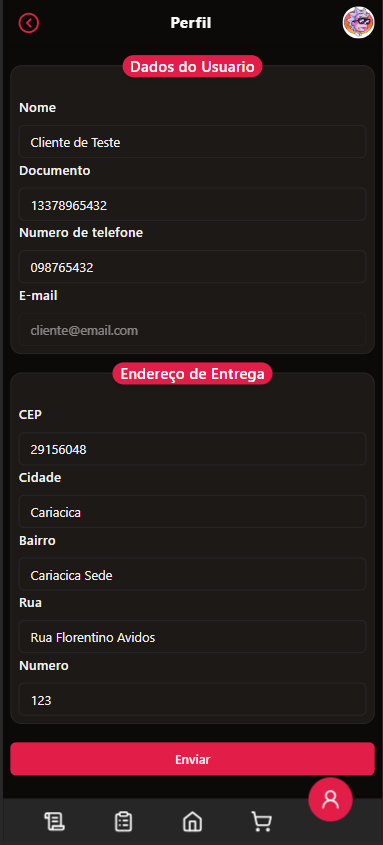 Perfil
Dados do Usuario
Nome
Cliente de Teste
Documento
13378965432
Numero de telefone
098765432
E-mail
cliente@email.com
Endereço de Entrega
CEP
29156048
Cidade
Cariacica
Bairro
Cariacica Sede
Rua
Rua Florentino Avidos
Numero
123
Enviar